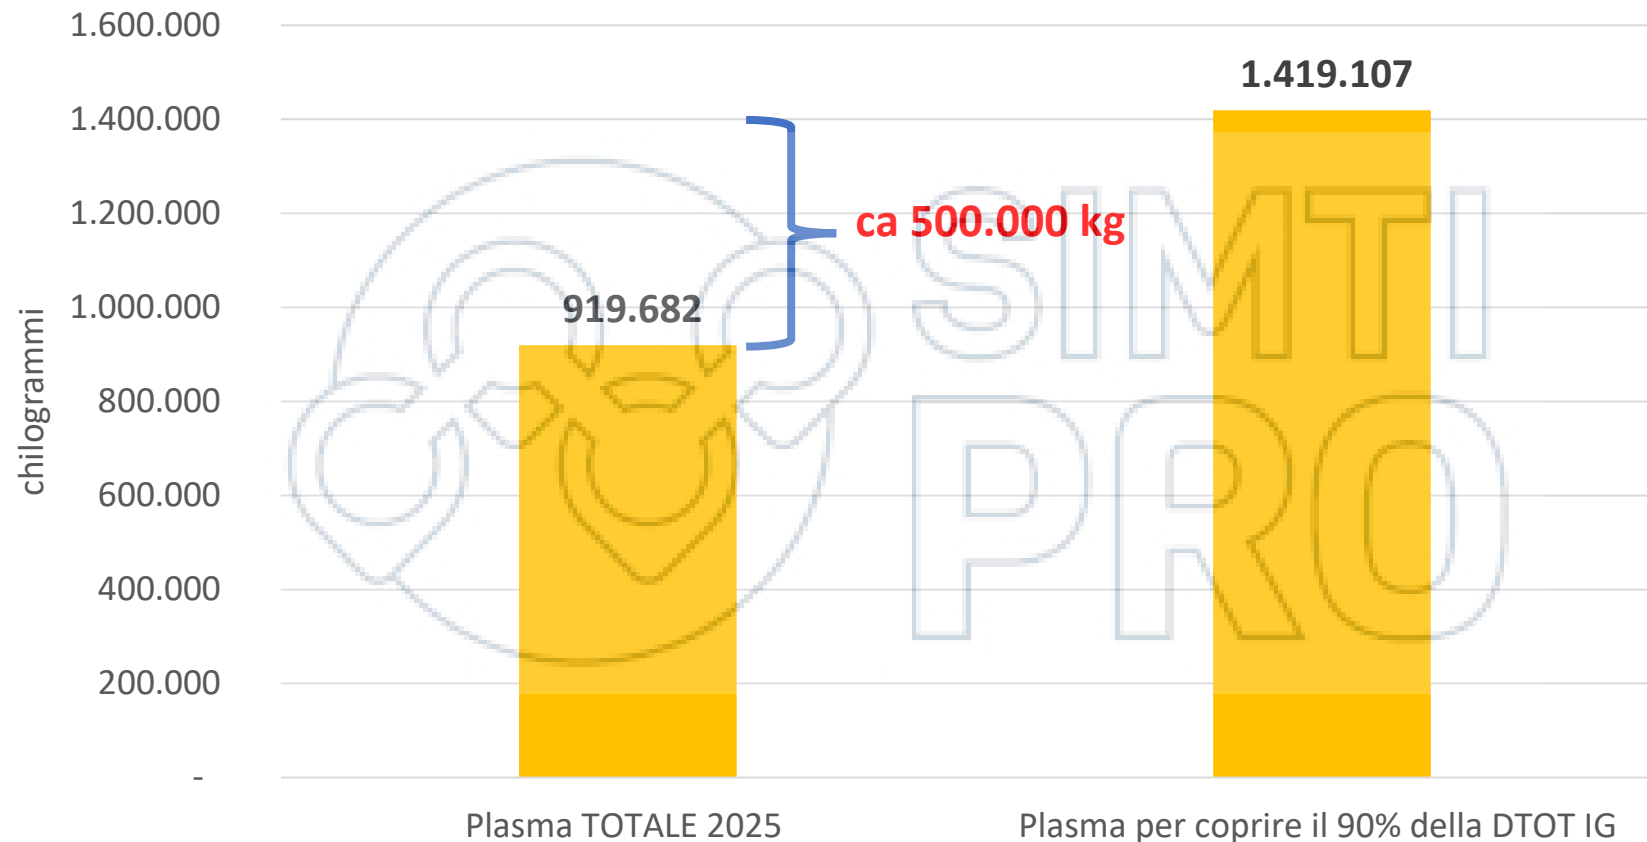 1.600.000
1.419.107
1.400.000
1.200.000
ca 500.000 kg
1.000.000
919.682
800.000
600.000
400.000
200.000
-
chilogrammi
Plasma TOTALE 2025
Plasma per coprire il 90% della DTOT IG
SIMTI
PRO